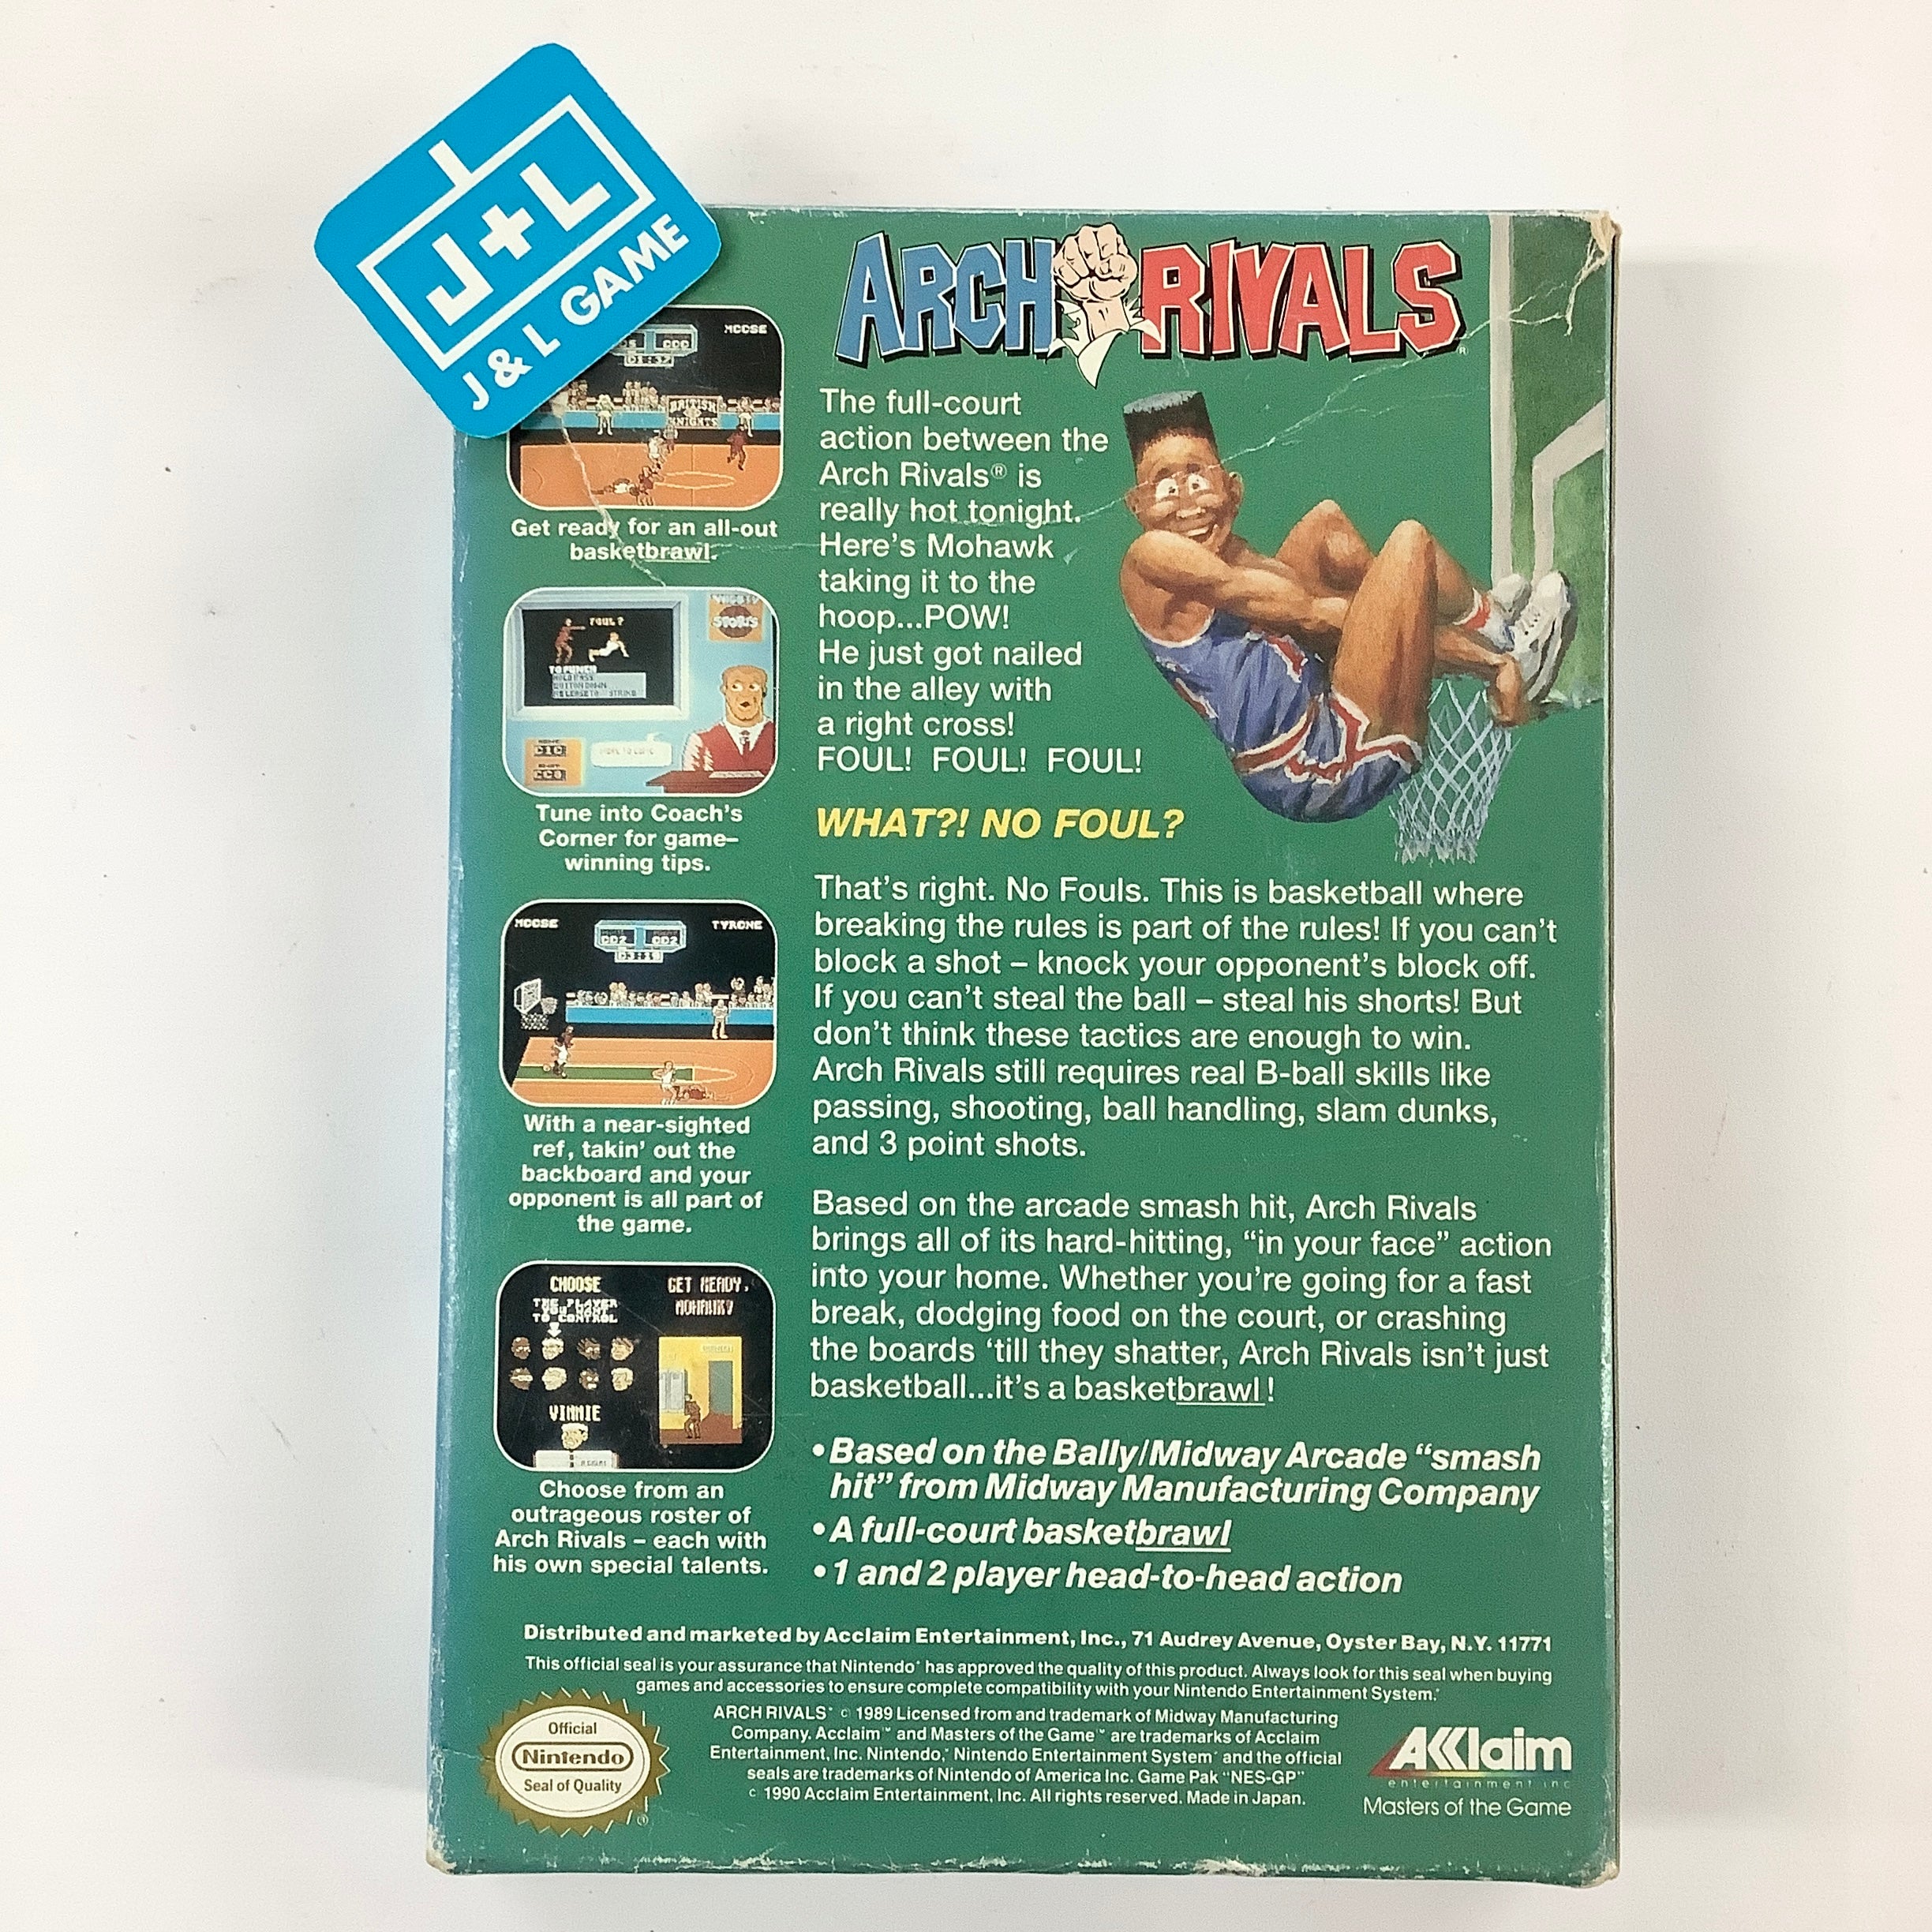 J+L
J & L GAME
ARCH RIVALS®
MOOSE
000
BRITISH
KNIGHTS
Get ready for an all-out
basketbrawl.
FOUL?
TO PUNCH
Tune into Coach's
Corner for game–
winning tips.
MOOSE
TYRONE
002 002
With a near-sighted
ref, takin' out the
backboard and your
opponent is all part of
the game.
CHOOSE
THE PLAYER
YOU WANT
TO CONTROL
GET READY,
MOHAWK!
VINNIE
Choose from an
outrageous roster of
Arch Rivals – each with
his own special talents.
The full-court
action between the
Arch Rivals® is
really hot tonight.
Here's Mohawk
taking it to the
hoop...POW!
He just got nailed
in the alley with
a right cross!
FOUL! FOUL! FOUL!
WHAT?! NO FOUL?
That's right. No Fouls. This is basketball where
breaking the rules is part of the rules! If you can't
block a shot – knock your opponent's block off.
If you can't steal the ball – steal his shorts! But
don't think these tactics are enough to win.
Arch Rivals still requires real B-ball skills like
passing, shooting, ball handling, slam dunks,
and 3 point shots.
Based on the arcade smash hit, Arch Rivals
brings all of its hard-hitting, “in your face” action
into your home. Whether you're going for a fast
break, dodging food on the court, or crashing
the boards ‘till they shatter, Arch Rivals isn't just
basketball...it's a basketbrawl!
•Based on the Bally/Midway Arcade “smash
hit” from Midway Manufacturing Company
•A full-court basketbrawl
•1 and 2 player head-to-head action
Distributed and marketed by Acclaim Entertainment, Inc., 71 Audrey Avenue, Oyster Bay, N.Y. 11771
This official seal is your assurance that Nintendo® has approved the quality of this product. Always look for this seal when buying
games and accessories to ensure complete compatibility with your Nintendo Entertainment System.®
Official
Nintendo
Seal of Quality
®
ARCH RIVALS® © 1989 Licensed from and trademark of Midway Manufacturing
Company. Acclaim™ and Masters of the Game™ are trademarks of Acclaim
Entertainment, Inc. Nintendo,® Nintendo Entertainment System® and the official
seals are trademarks of Nintendo of America Inc. Game Pak “NES-GP”
© 1990 Acclaim Entertainment, Inc. All rights reserved. Made in Japan.
AKKlaim
entertainment inc
Masters of the Game